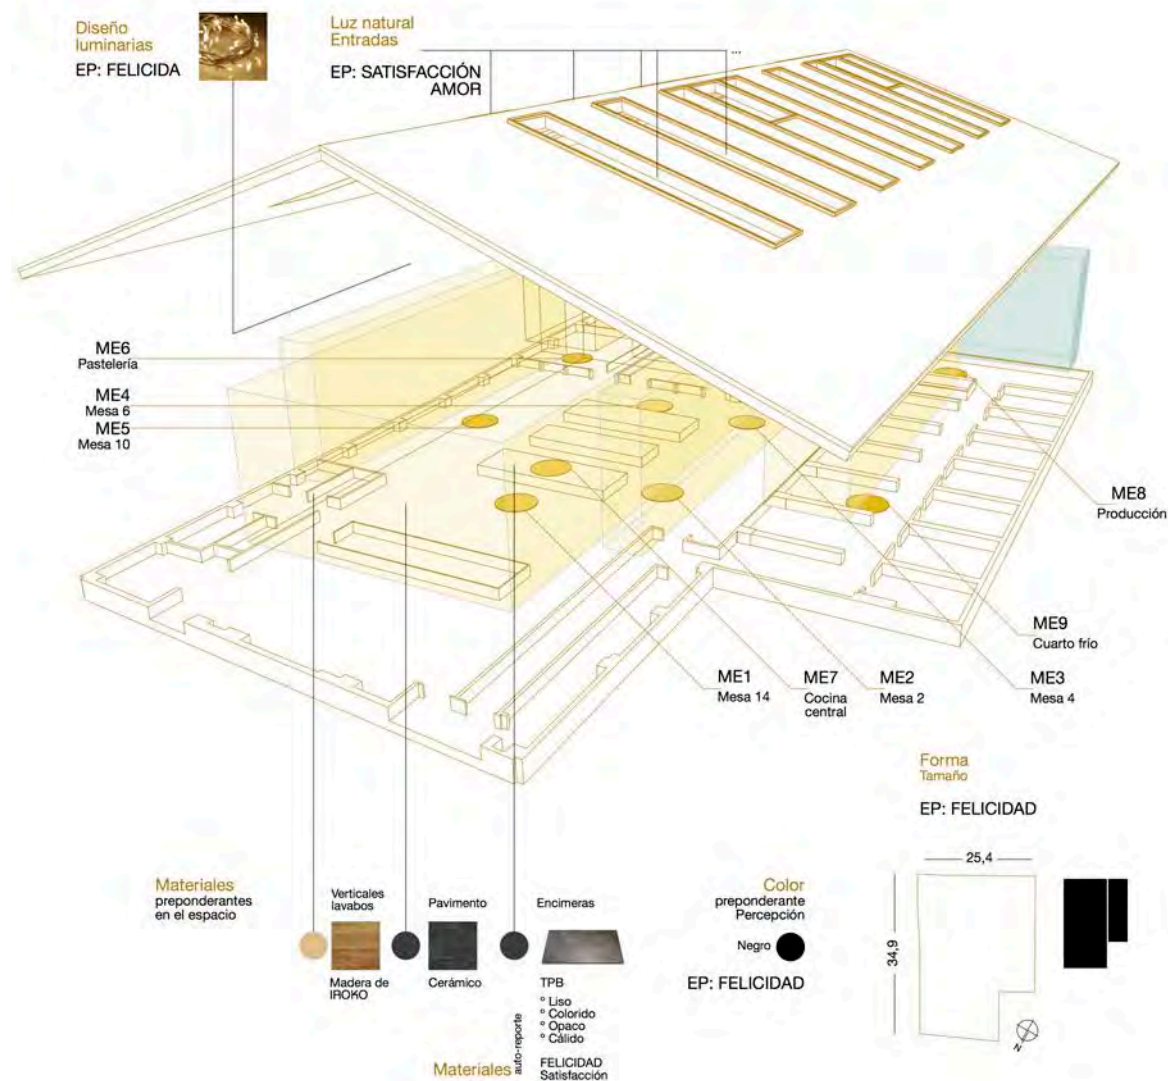 Diseño
luminarias
EP: FELICIDA
Luz natural
Entradas
EP: SATISFACCIÓN
AMOR
...
ME6
Pastelería
ME4
Mesa 6
ME5
Mesa 10
ME8
Producción
ME9
Cuarto frío
ME1
Mesa 14
ME7
Cocina
central
ME2
Mesa 2
ME3
Mesa 4
Forma
Tamaño
EP: FELICIDAD
25,4
34,9
N
Materiales
preponderantes
en el espacio
Verticales
lavabos
Madera de
IROKO
Pavimento
Cerámico
Encimeras
TPB
° Liso
° Colorido
° Opaco
° Cálido
auto-reporte
Materiales
FELICIDAD
Satisfacción
Color
preponderante
Percepción
Negro
EP: FELICIDAD